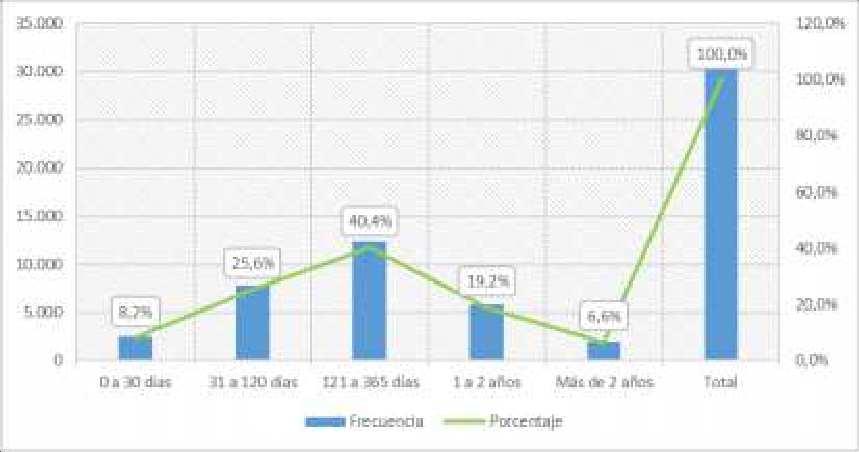 35.000
30.000
25.000
20.000
15.000
10.000
5.000
0
120,0%
100,0%
80,0%
60,0%
40,0%
20,0%
0,0%
8,2%
25,6%
40,4%
19,2%
6,6%
100,0%
0 a 30 días
31 a 120 días
121 a 365 días
1 a 2 años
Más de 2 años
Total
Frecuencia
Porcentaje